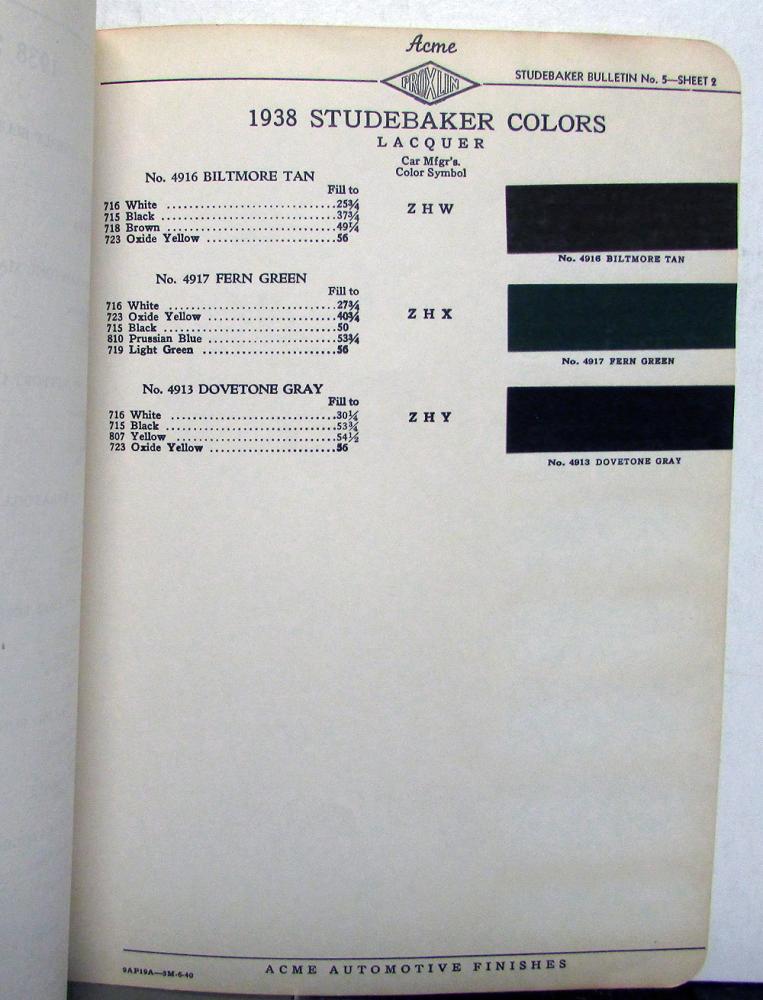 Acme
PROXLIN
STUDEBAKER BULLETIN No. 5—SHEET 2
1938 STUDEBAKER COLORS
LACQUER
Car Mfgr's.
Color Symbol
No. 4916 BILTMORE TAN
Fill to
716 White ........................ 25¾
715 Black ........................ 37¾
718 Brown ........................ 49¼
723 Oxide Yellow ........................ 56
Z H W
No. 4916 BILTMORE TAN
No. 4917 FERN GREEN
Fill to
716 White ........................ 27¾
723 Oxide Yellow ........................ 40¾
715 Black ........................ 50
810 Prussian Blue ........................ 53¾
719 Light Green ........................ 56
Z H X
No. 4917 FERN GREEN
No. 4913 DOVETONE GRAY
Fill to
716 White ........................ 30¼
715 Black ........................ 53¾
807 Yellow ........................ 54½
723 Oxide Yellow ........................ 56
Z H Y
No. 4913 DOVETONE GRAY
9AP19A—3M-6-40
ACME AUTOMOTIVE FINISHES